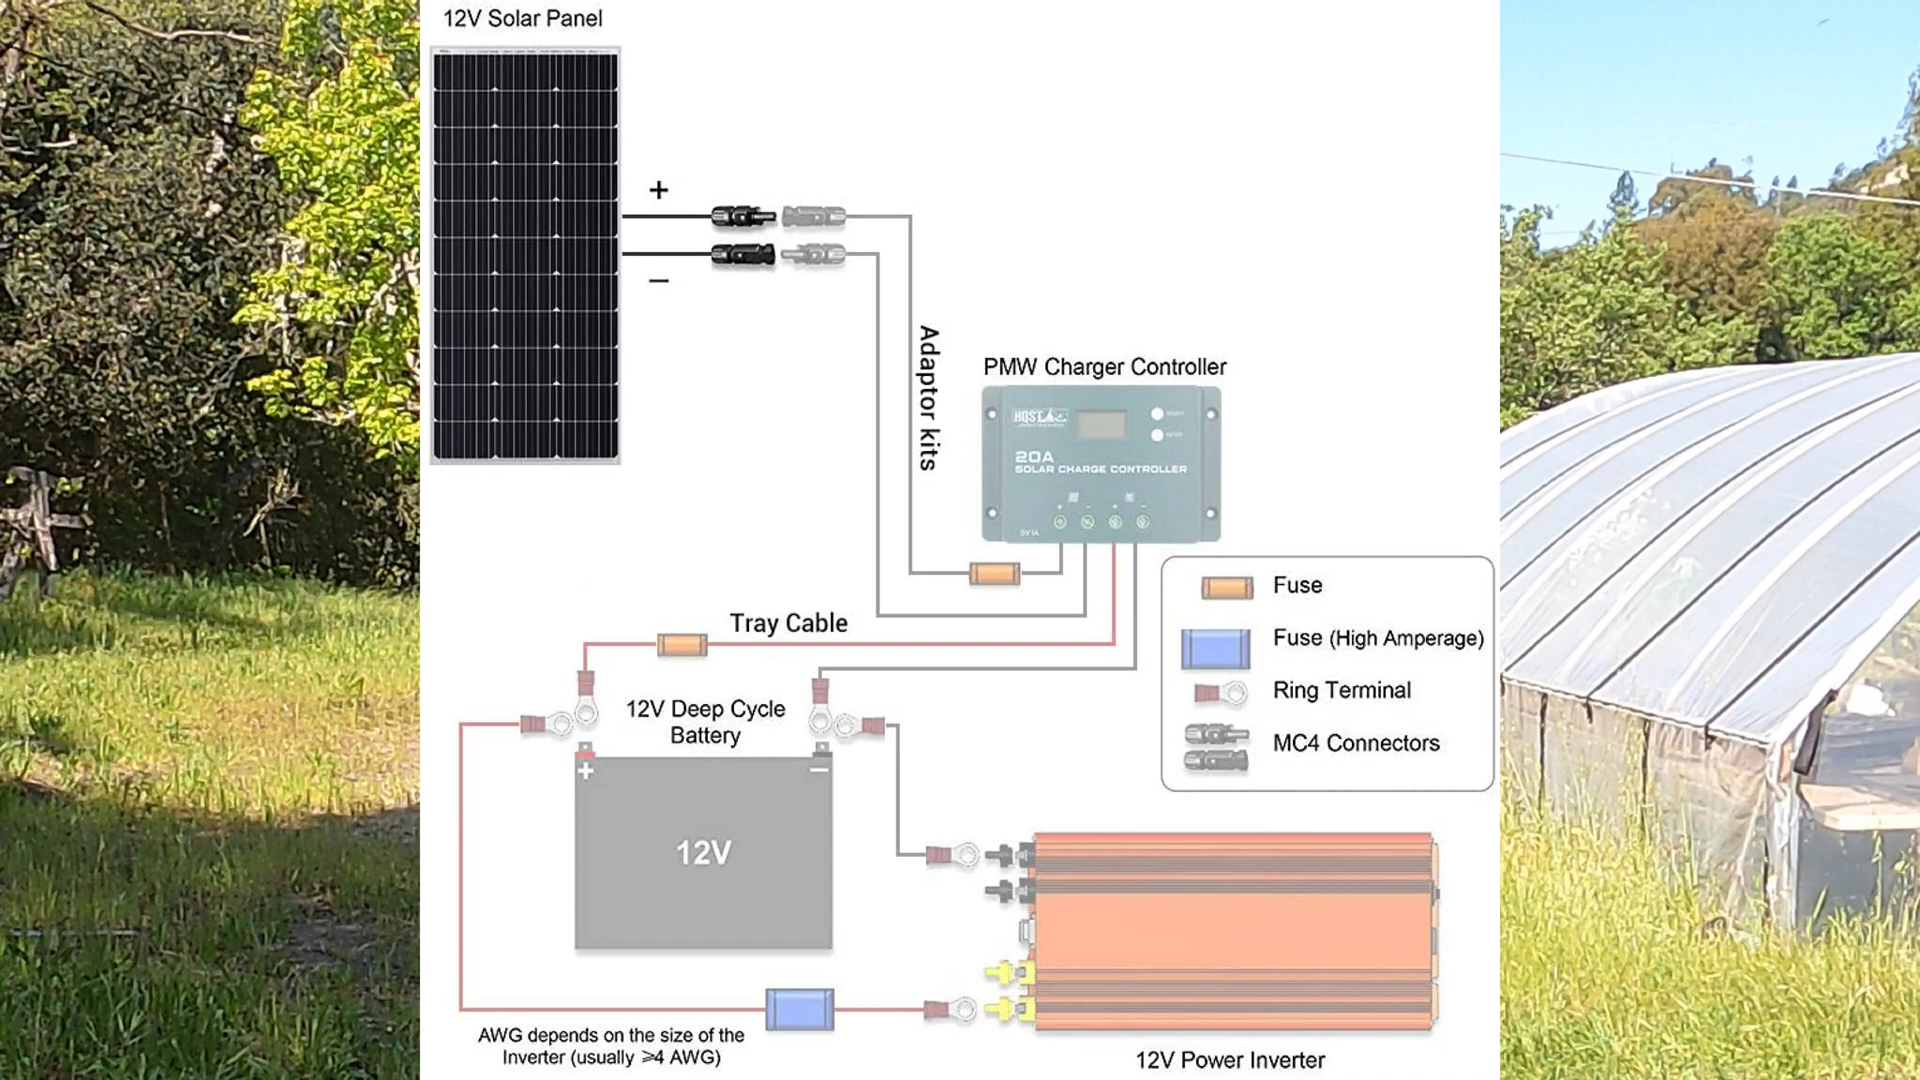 12V Solar Panel
+
−
Adaptor kits
PMW Charger Controller
HQST
20A
SOLAR CHARGE CONTROLLER
+ − + −
5V1A
Fuse
Fuse (High Amperage)
Ring Terminal
MC4 Connectors
Tray Cable
12V Deep Cycle
Battery
+ −
12V
AWG depends on the size of the
Inverter (usually ⩾4 AWG)
12V Power Inverter